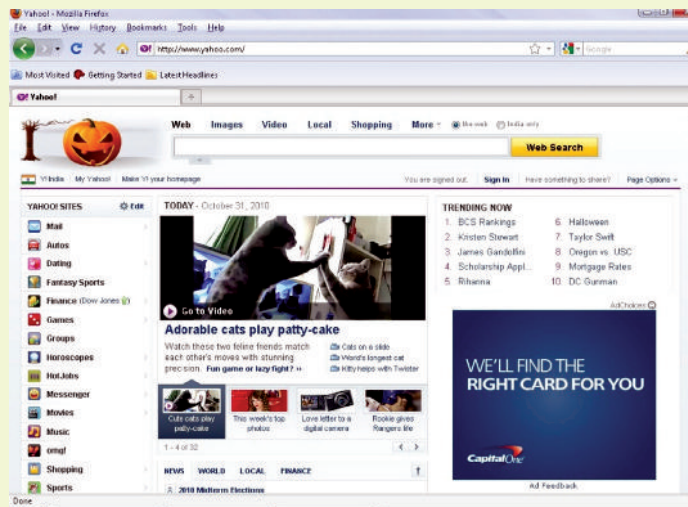 Yahoo! - Mozilla Firefox
File Edit View History Bookmarks Tools Help
http://www.yahoo.com/
Google
Most Visited Getting Started Latest Headlines
Yahoo!
Web Images Video Local Shopping More the web India only
Web Search
Y! India My Yahoo! Make Y! your homepage
You are signed out. Sign In Have something to share? Page Options
YAHOO! SITES Edit
Mail
Autos
Dating
Fantasy Sports
Finance (Dow Jones)
Games
Groups
Horoscopes
HotJobs
Messenger
Movies
Music
omg!
Shopping
Sports
TODAY - October 31, 2010
Go to Video
Adorable cats play patty-cake
Watch these two feline friends match
each other's moves with stunning
precision. Fun game or lazy fight? »
Cats on a slide
World's longest cat
Kitty helps with Twister
Cute cats play
patty-cake
This week's top
photos
Love letter to a
digital camera
Rookie gives
Rangers life
1 - 4 of 32
NEWS WORLD LOCAL FINANCE
2010 Midterm Elections
TRENDING NOW
1. BCS Rankings
2. Kristen Stewart
3. James Gandolfini
4. Scholarship Appl...
5. Rihanna
6. Halloween
7. Taylor Swift
8. Oregon vs. USC
9. Mortgage Rates
10. DC Gunman
AdChoices
WE'LL FIND THE
RIGHT CARD FOR YOU
Capital One
Ad Feedback
Done